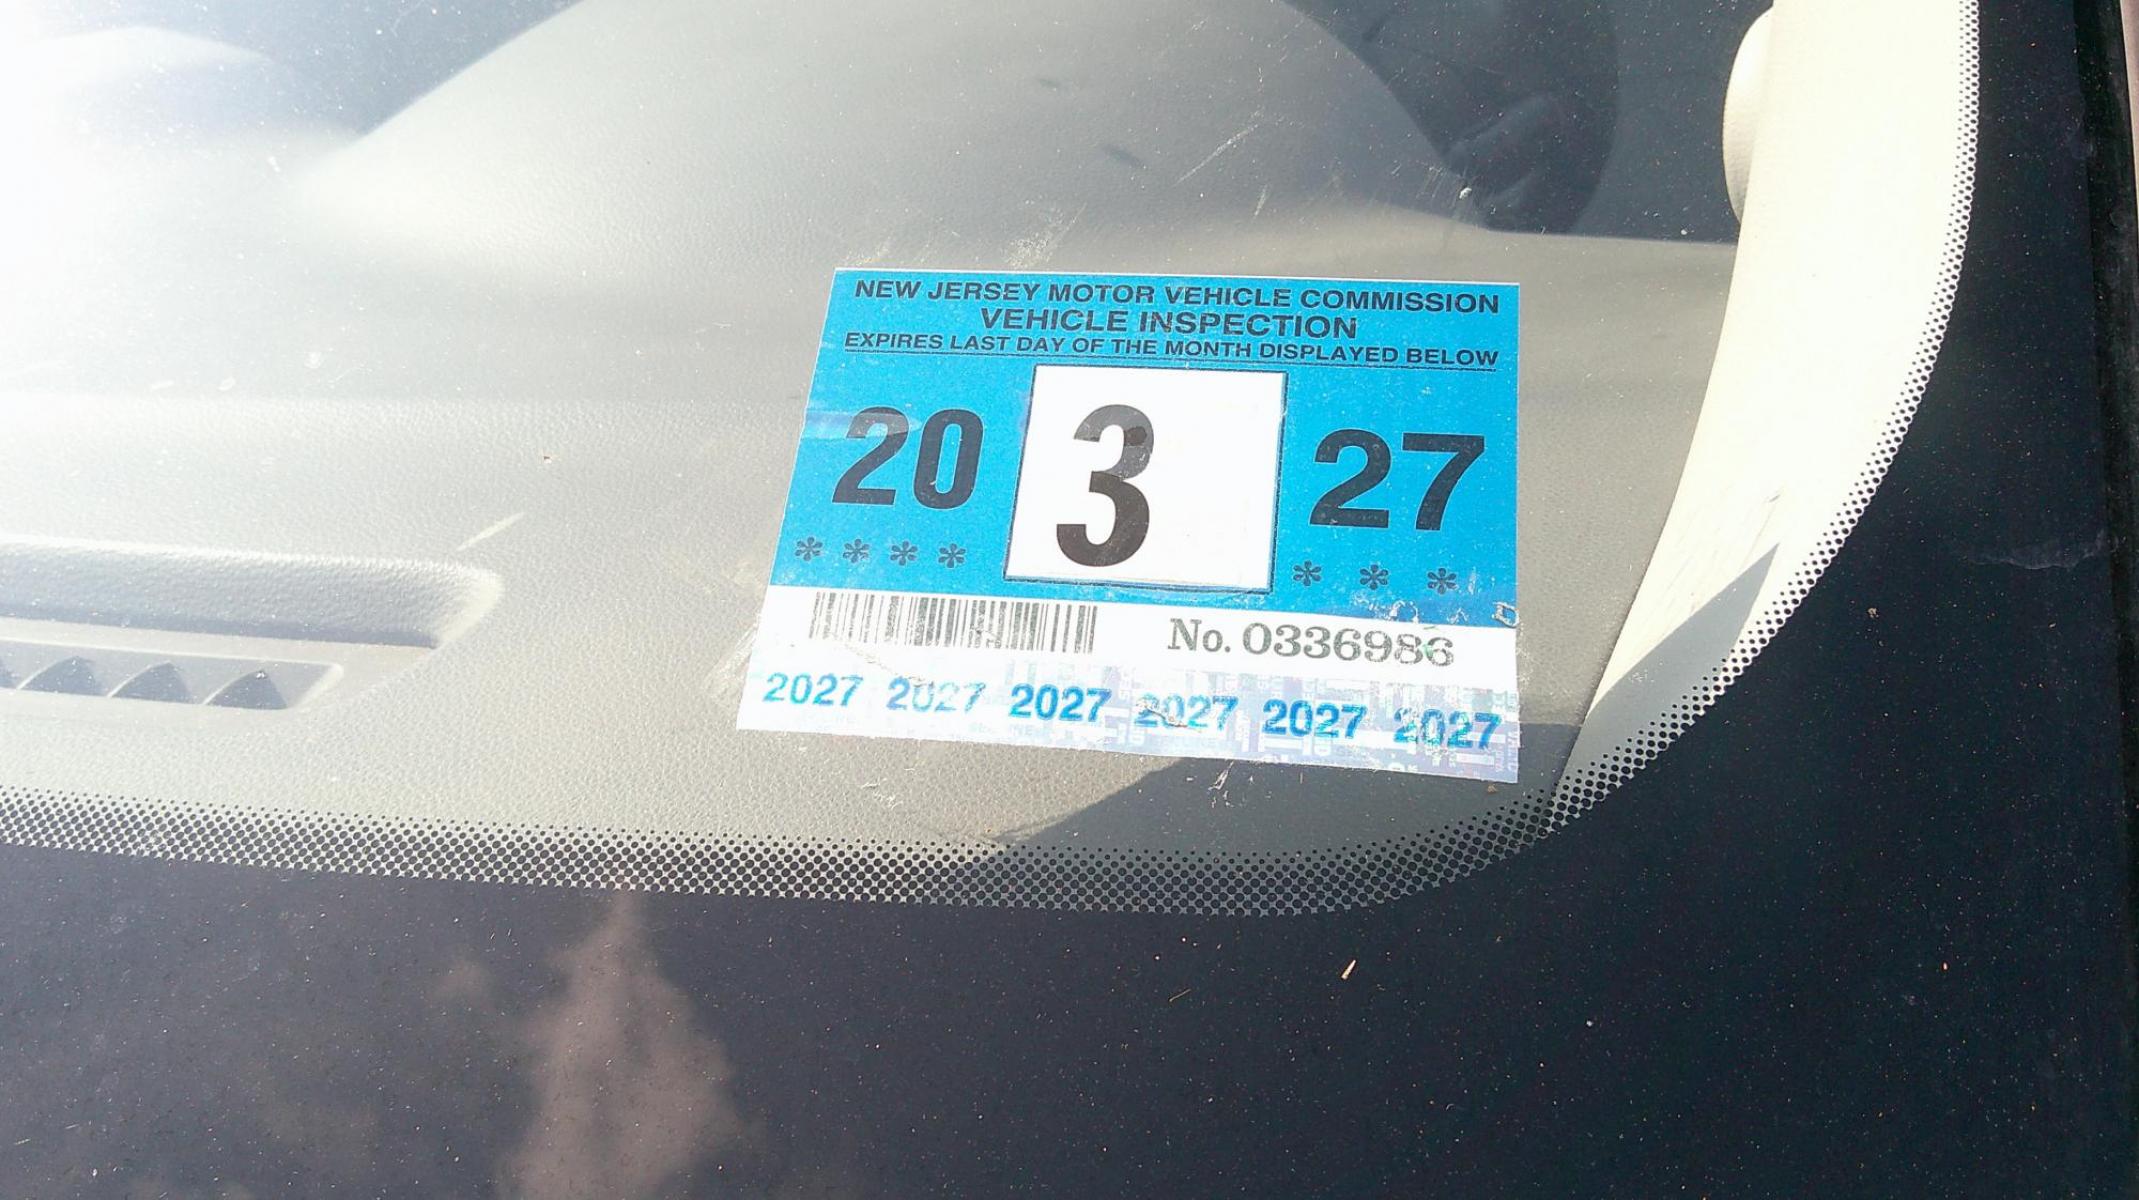 NEW JERSEY MOTOR VEHICLE COMMISSION
VEHICLE INSPECTION
EXPIRES LAST DAY OF THE MONTH DISPLAYED BELOW
20 3 27
**** ***
No. 0336986
2027 2027 2027 2027 2027 2027